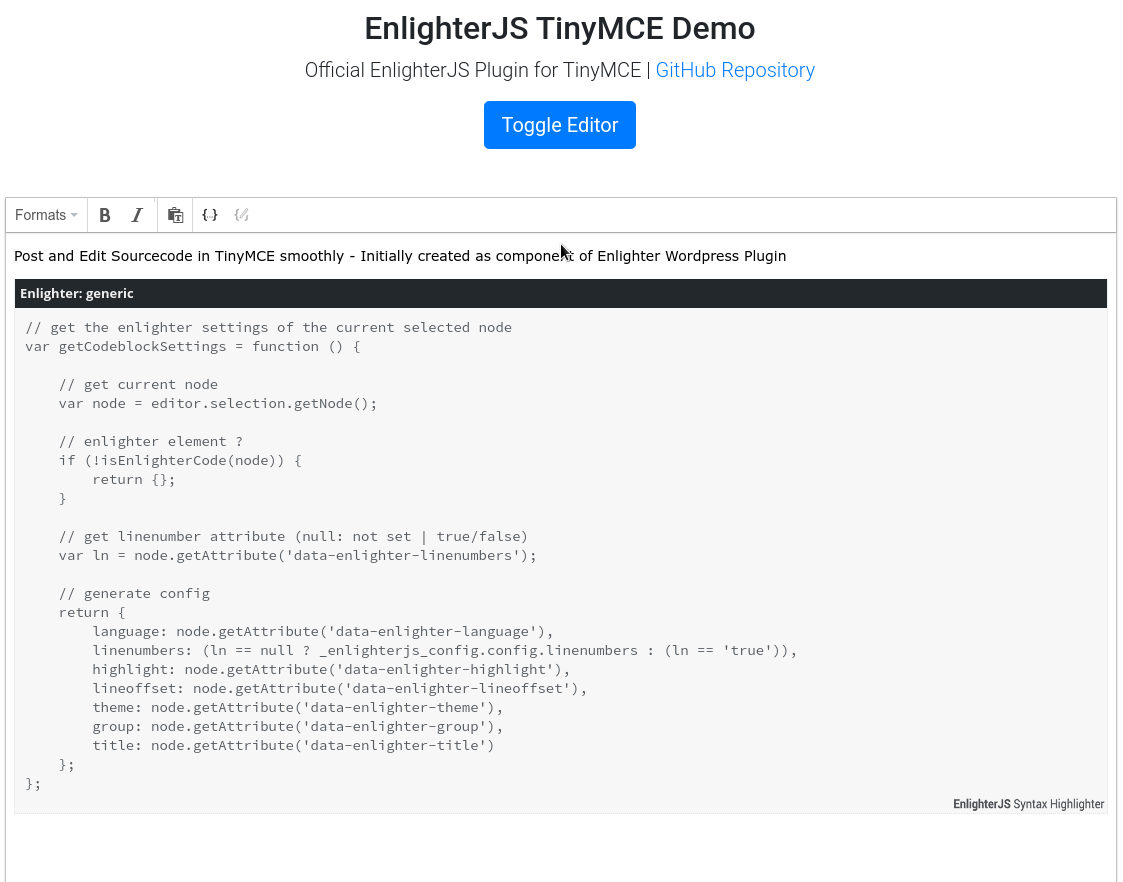 EnlighterJS TinyMCE Demo
Official EnlighterJS Plugin for TinyMCE | GitHub Repository
Toggle Editor
Formats B I {··} {∕}
Post and Edit Sourcecode in TinyMCE smoothly - Initially created as component of Enlighter Wordpress Plugin
Enlighter: generic
// get the enlighter settings of the current selected node
var getCodeblockSettings = function () {

    // get current node
    var node = editor.selection.getNode();

    // enlighter element ?
    if (!isEnlighterCode(node)) {
        return {};
    }

    // get linenumber attribute (null: not set | true/false)
    var ln = node.getAttribute('data-enlighter-linenumbers');

    // generate config
    return {
        language: node.getAttribute('data-enlighter-language'),
        linenumbers: (ln == null ? _enlighterjs_config.config.linenumbers : (ln == 'true')),
        highlight: node.getAttribute('data-enlighter-highlight'),
        lineoffset: node.getAttribute('data-enlighter-lineoffset'),
        theme: node.getAttribute('data-enlighter-theme'),
        group: node.getAttribute('data-enlighter-group'),
        title: node.getAttribute('data-enlighter-title')
    };
};
EnlighterJS Syntax Highlighter